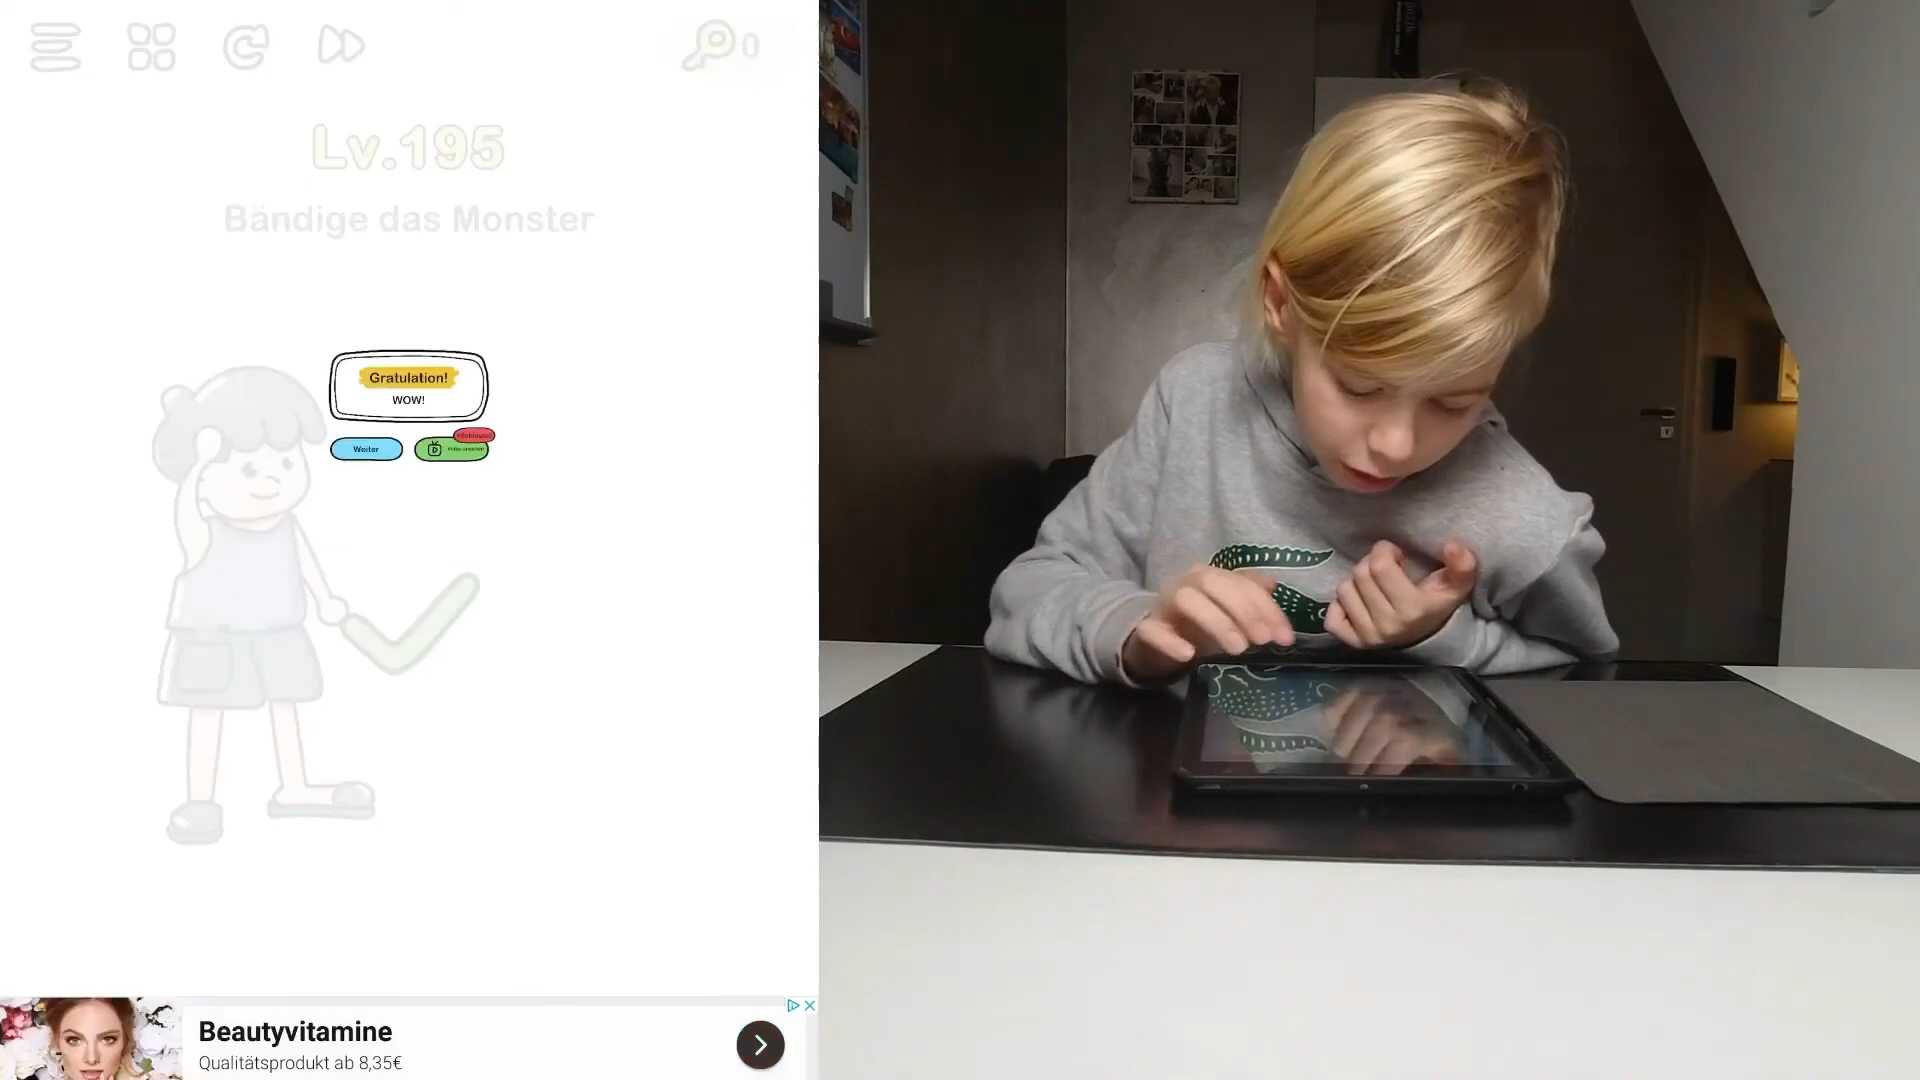 0
Lv.195
Bändige das Monster
Gratulation!
WOW!
Weiter
Beautyvitamine
Qualitätsprodukt ab 8,35€